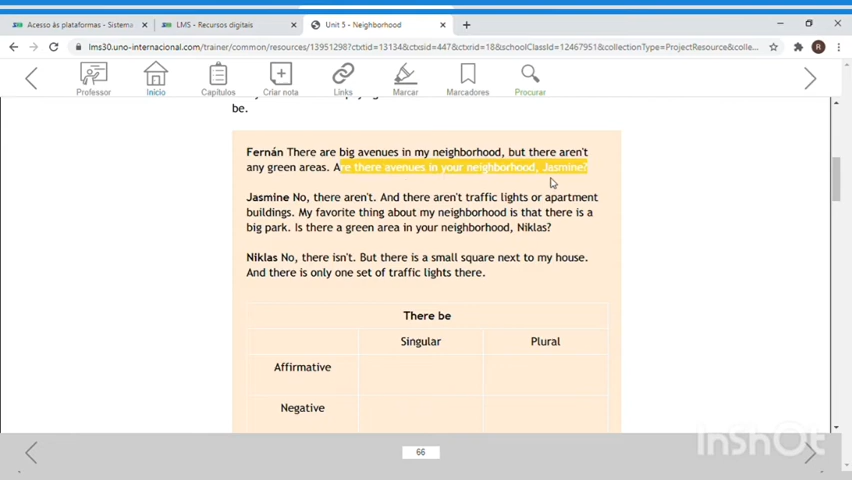 Acesso às plataformas - Sistema
LMS - Recursos digitais
Unit 5 - Neighborhood
lms30.uno-internacional.com/trainer/common/resources/13951298?ctxtid=13134&ctxsid=447&ctxrid=18&schoolClassId=12467951&collectionType=ProjectResource&colle...
R
Professor
Início
Capítulos
Criar nota
Links
Marcar
Marcadores
Procurar
be.
Fernán There are big avenues in my neighborhood, but there aren't
any green areas. Are there avenues in your neighborhood, Jasmine?
Jasmine No, there aren't. And there aren't traffic lights or apartment
buildings. My favorite thing about my neighborhood is that there is a
big park. Is there a green area in your neighborhood, Niklas?
Niklas No, there isn't. But there is a small square next to my house.
And there is only one set of traffic lights there.
There be
Singular
Plural
Affirmative
Negative
66
InShOt